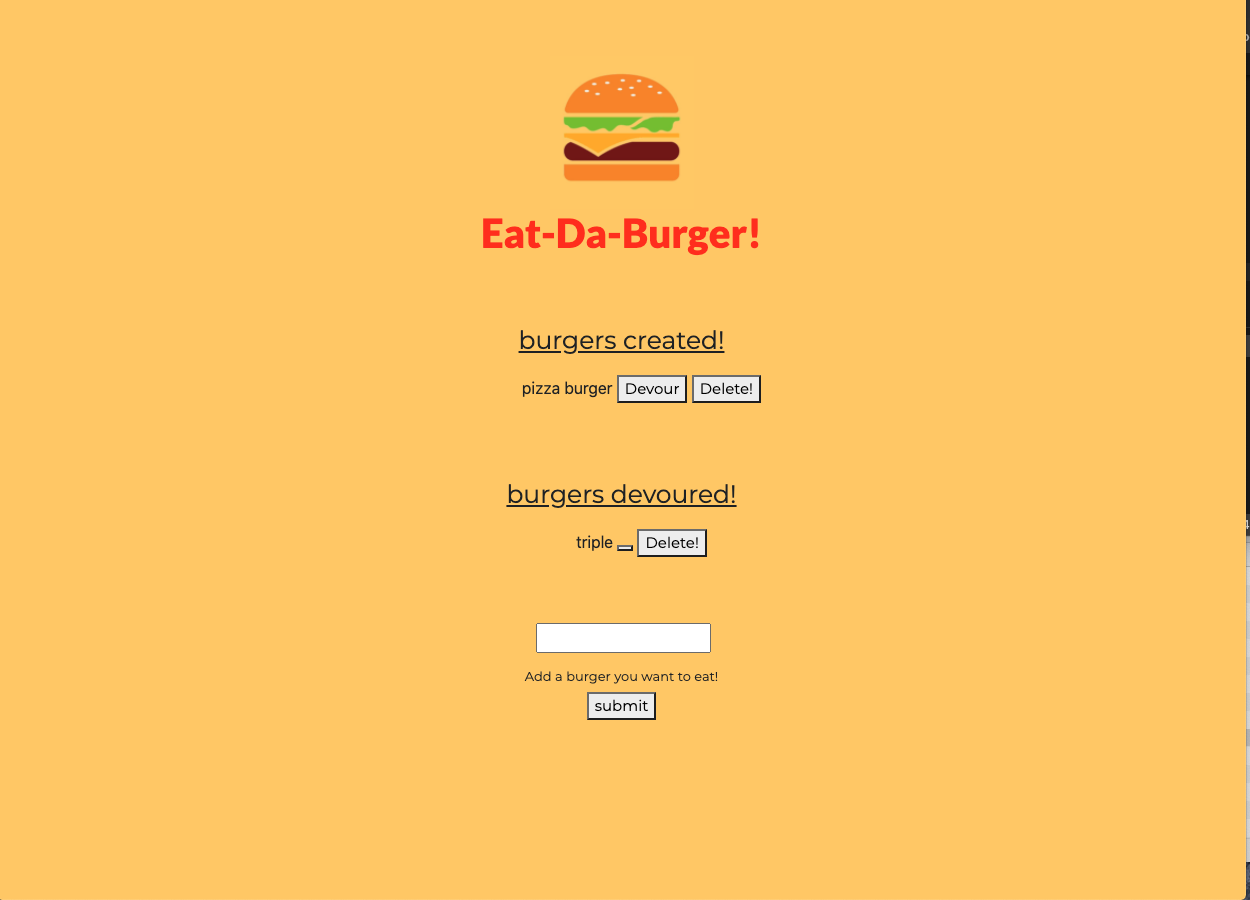 Eat-Da-Burger!
burgers created!
pizza burger Devour Delete!
burgers devoured!
triple Delete!
Add a burger you want to eat!
submit